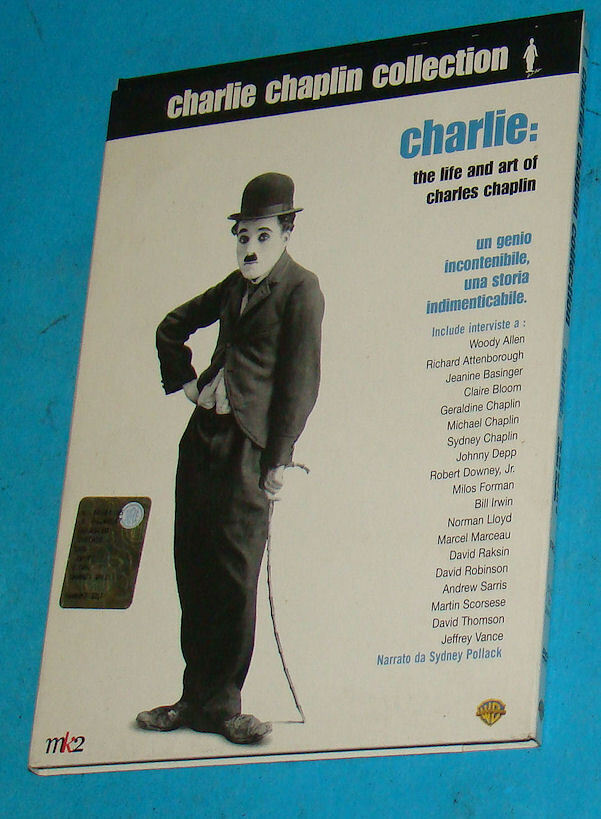 charlie chaplin collection
charlie:
the life and art of
charles chaplin
un genio
incontenibile,
una storia
indimenticabile.
Include interviste a :
Woody Allen
Richard Attenborough
Jeanine Basinger
Claire Bloom
Geraldine Chaplin
Michael Chaplin
Sydney Chaplin
Johnny Depp
Robert Downey, Jr.
Milos Forman
Bill Irwin
Norman Lloyd
Marcel Marceau
David Raksin
David Robinson
Andrew Sarris
Martin Scorsese
David Thomson
Jeffrey Vance
Narrato da Sydney Pollack
mk2